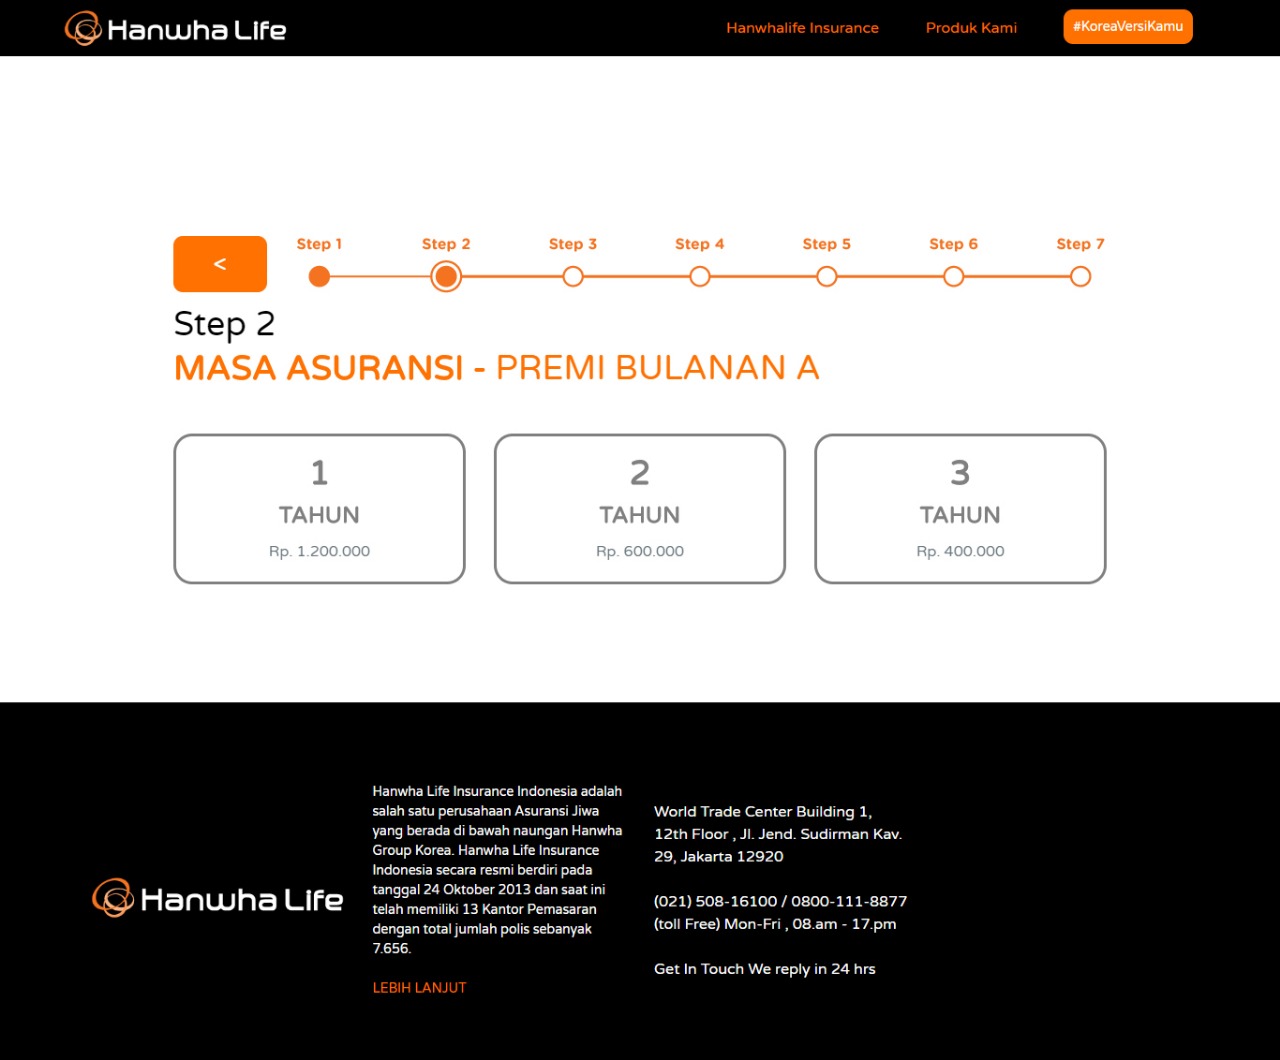 Hanwha Life
Hanwhalife Insurance
Produk Kami
#KoreaVersiKamu
<
Step 1
Step 2
Step 3
Step 4
Step 5
Step 6
Step 7
Step 2
MASA ASURANSI - PREMI BULANAN A
1
TAHUN
Rp. 1.200.000
2
TAHUN
Rp. 600.000
3
TAHUN
Rp. 400.000
Hanwha Life
Hanwha Life Insurance Indonesia adalah
salah satu perusahaan Asuransi Jiwa
yang berada di bawah naungan Hanwha
Group Korea. Hanwha Life Insurance
Indonesia secara resmi berdiri pada
tanggal 24 Oktober 2013 dan saat ini
telah memiliki 13 Kantor Pemasaran
dengan total jumlah polis sebanyak
7.656.
LEBIH LANJUT
World Trade Center Building 1,
12th Floor , Jl. Jend. Sudirman Kav.
29, Jakarta 12920
(021) 508-16100 / 0800-111-8877
(toll Free) Mon-Fri , 08.am - 17.pm
Get In Touch We reply in 24 hrs